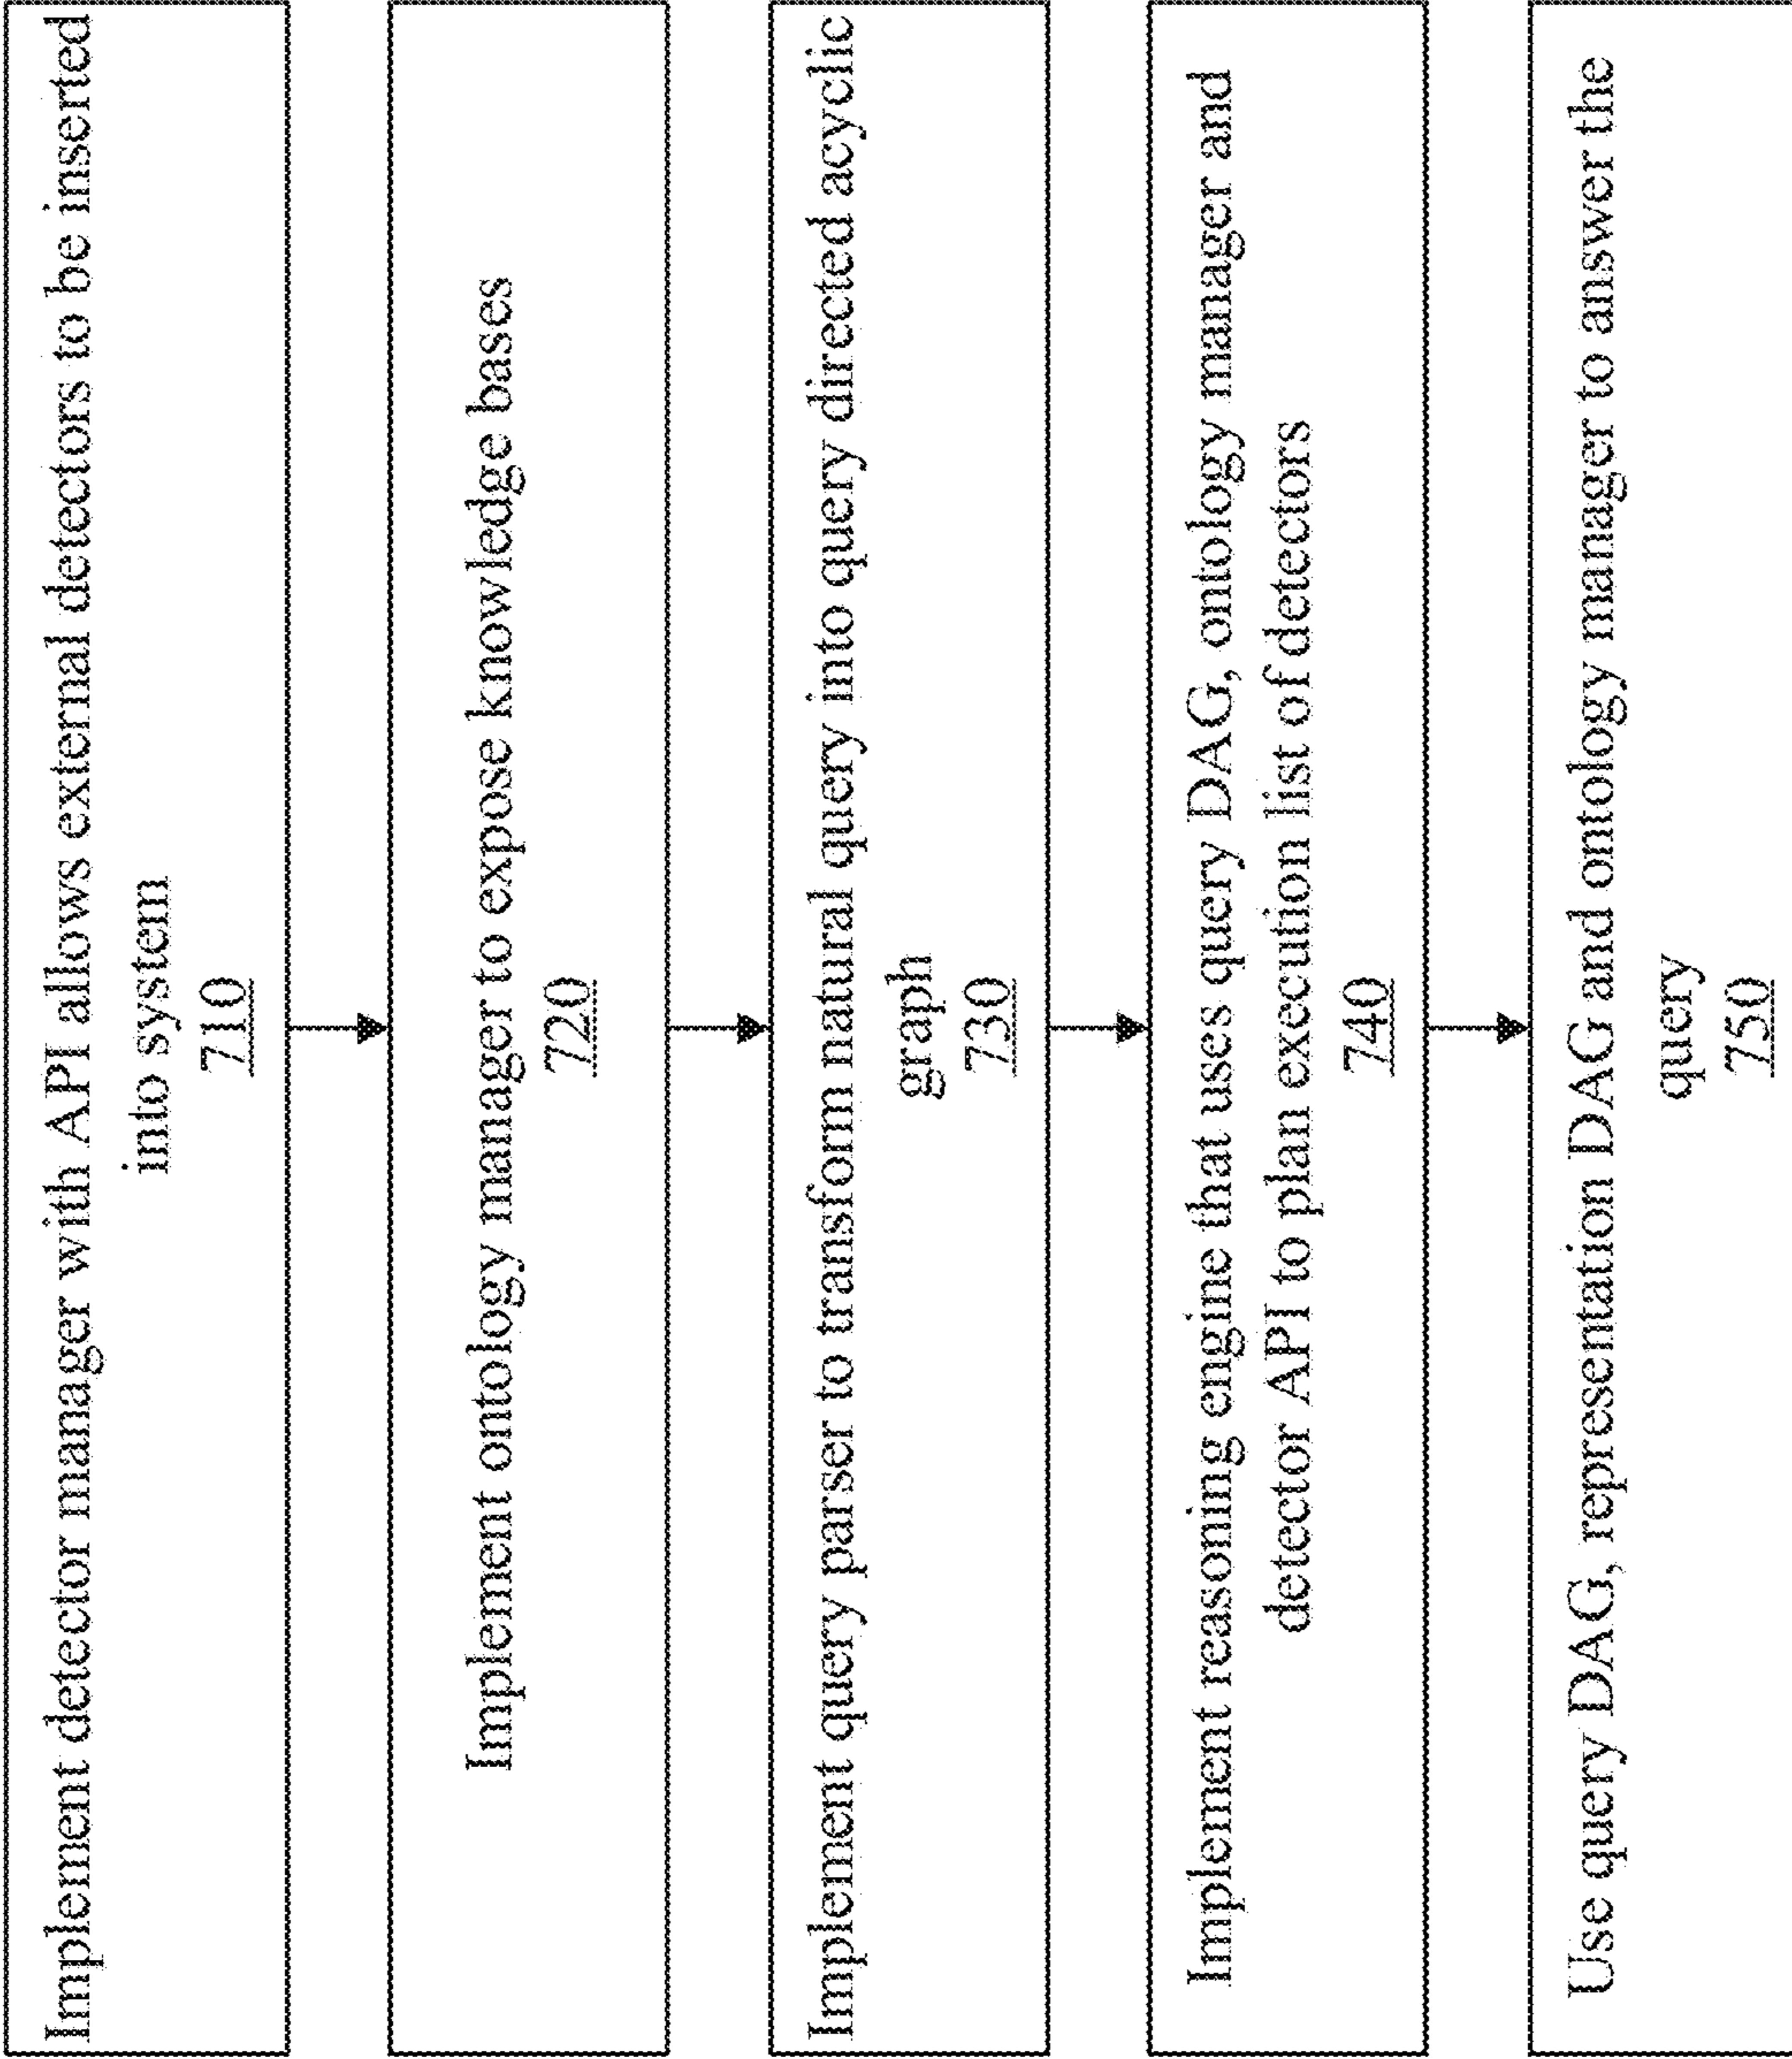 Implement detector manager with API allows external detectors to be inserted
into system
710
Implement ontology manager to expose knowledge bases
720
Implement query parser to transform natural query into query directed acyclic
graph
730
Implement reasoning engine that uses query DAG, ontology manager and
detector API to plan execution list of detectors
740
Use query DAG, representation DAG and ontology manager to answer the
query
750